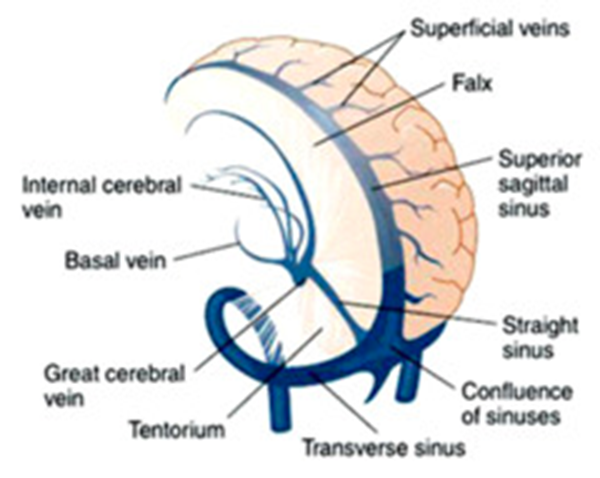 Superficial veins
Falx
Superior
sagittal
sinus
Internal cerebral
vein
Basal vein
Straight
sinus
Great cerebral
vein
Confluence
of sinuses
Tentorium
Transverse sinus